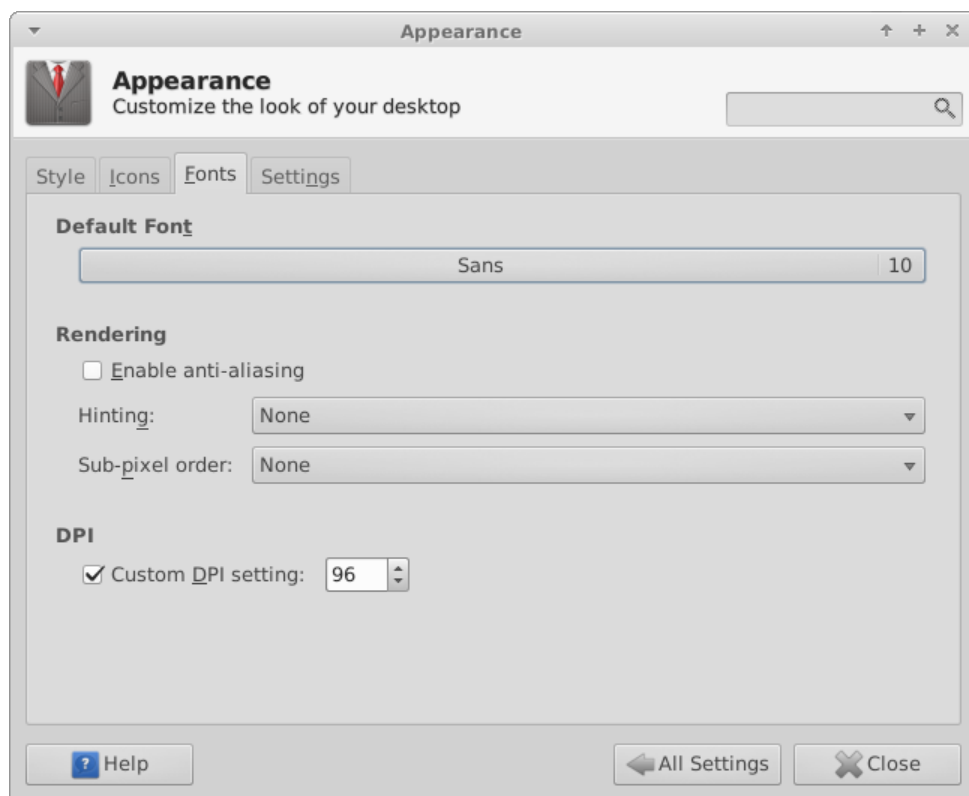 Appearance
Appearance
Customize the look of your desktop
Style Icons Fonts Settings
Default Font
Sans 10
Rendering
Enable anti-aliasing
Hinting: None
Sub-pixel order: None
DPI
Custom DPI setting: 96
? Help All Settings Close